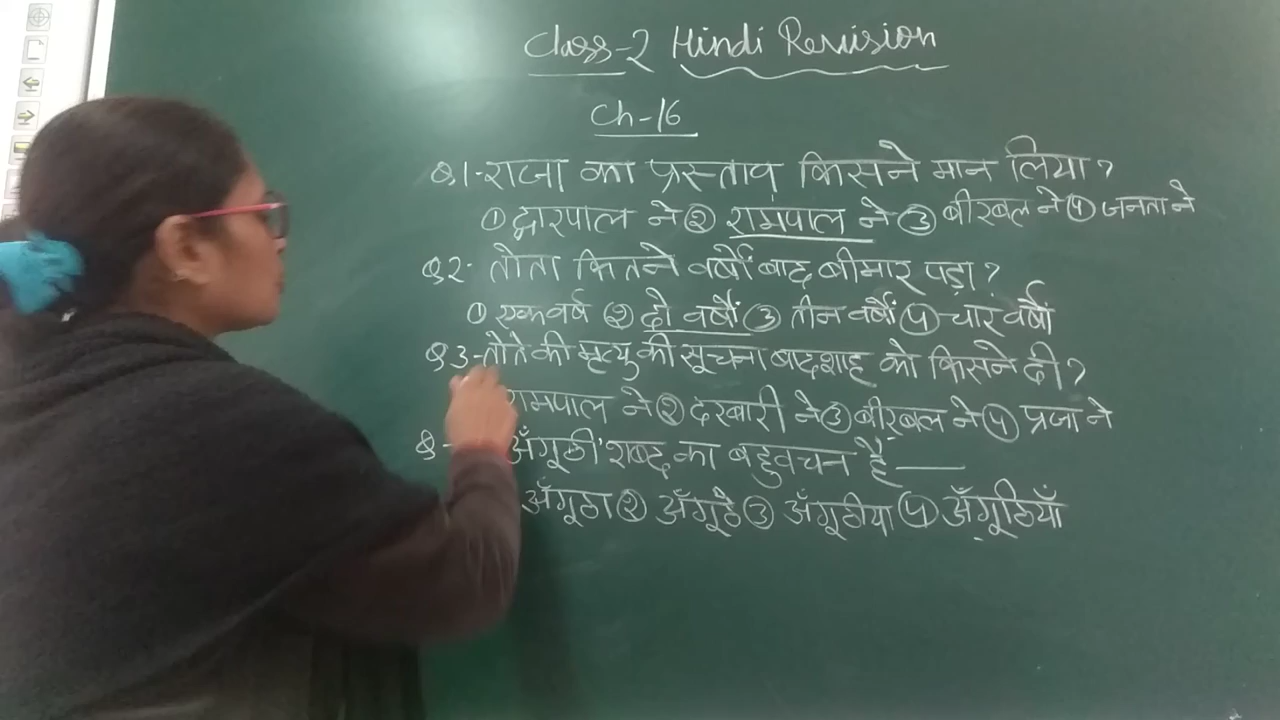 Class-2 Hindi Revision
Ch-16
Q1. राजा का प्रस्ताव किसने मान लिया?
① द्वारपाल ने ② रामपाल ने ③ बीरबल ने ④ जनता ने
Q2. तोता कितने वर्षों बाद बीमार पड़ा?
① एक वर्ष ② दो वर्षों ③ तीन वर्षों ④ चार वर्षों
Q3-तोते की मृत्यु की सूचना बादशाह को किसने दी?
रामपाल ने ② दरबारी ने ③ बीरबल ने ④ प्रजा ने
Q- अँगूठी' शब्द का बहुवचन है ——
अँगूठा ② अँगूठे ③ अँगूठीया ④ अँगूठियाँ